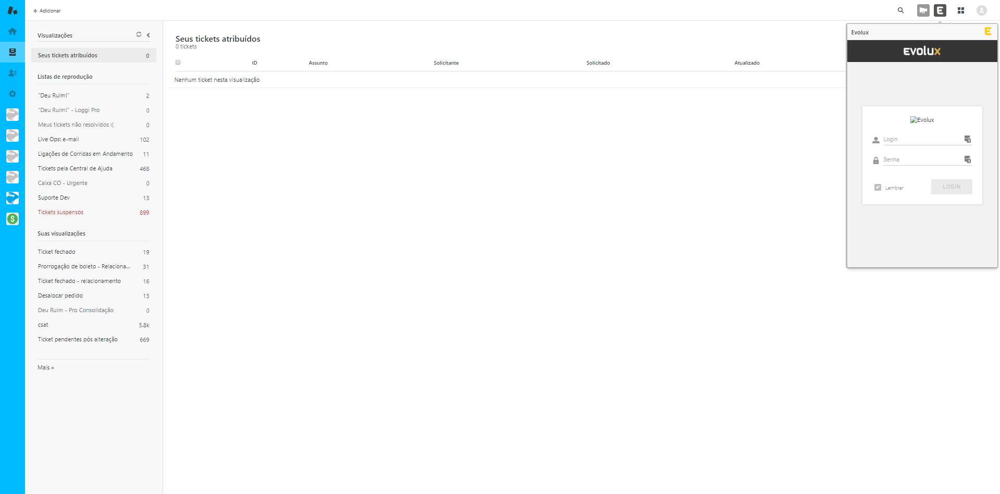 Adicionar
Visualizações
Seus tickets atribuídos 0
Listas de reprodução
"Deu Ruim!" 2
"Deu Ruim!" - Loggi Pro 0
Meus tickets não resolvidos :( 0
Live Ops: e-mail 102
Ligações de Corridas em Andamento 11
Tickets pela Central de Ajuda 468
Caixa CO - Urgente 0
Suporte Dev 13
Tickets suspensos 899
Suas visualizações
Ticket fechado 19
Prorrogação de boleto - Relaciona... 31
Ticket fechado - relacionamento 16
Desalocar pedido 13
Deu Ruim - Pro Consolidação 0
csat 5.8k
Ticket pendentes pós alteração 669
Mais »
Seus tickets atribuídos
0 tickets
ID Assunto Solicitante Solicitado Atualizado
Nenhum ticket nesta visualização
Evolux
Evolux
Evolux
Login
Senha
Lembrar LOGIN